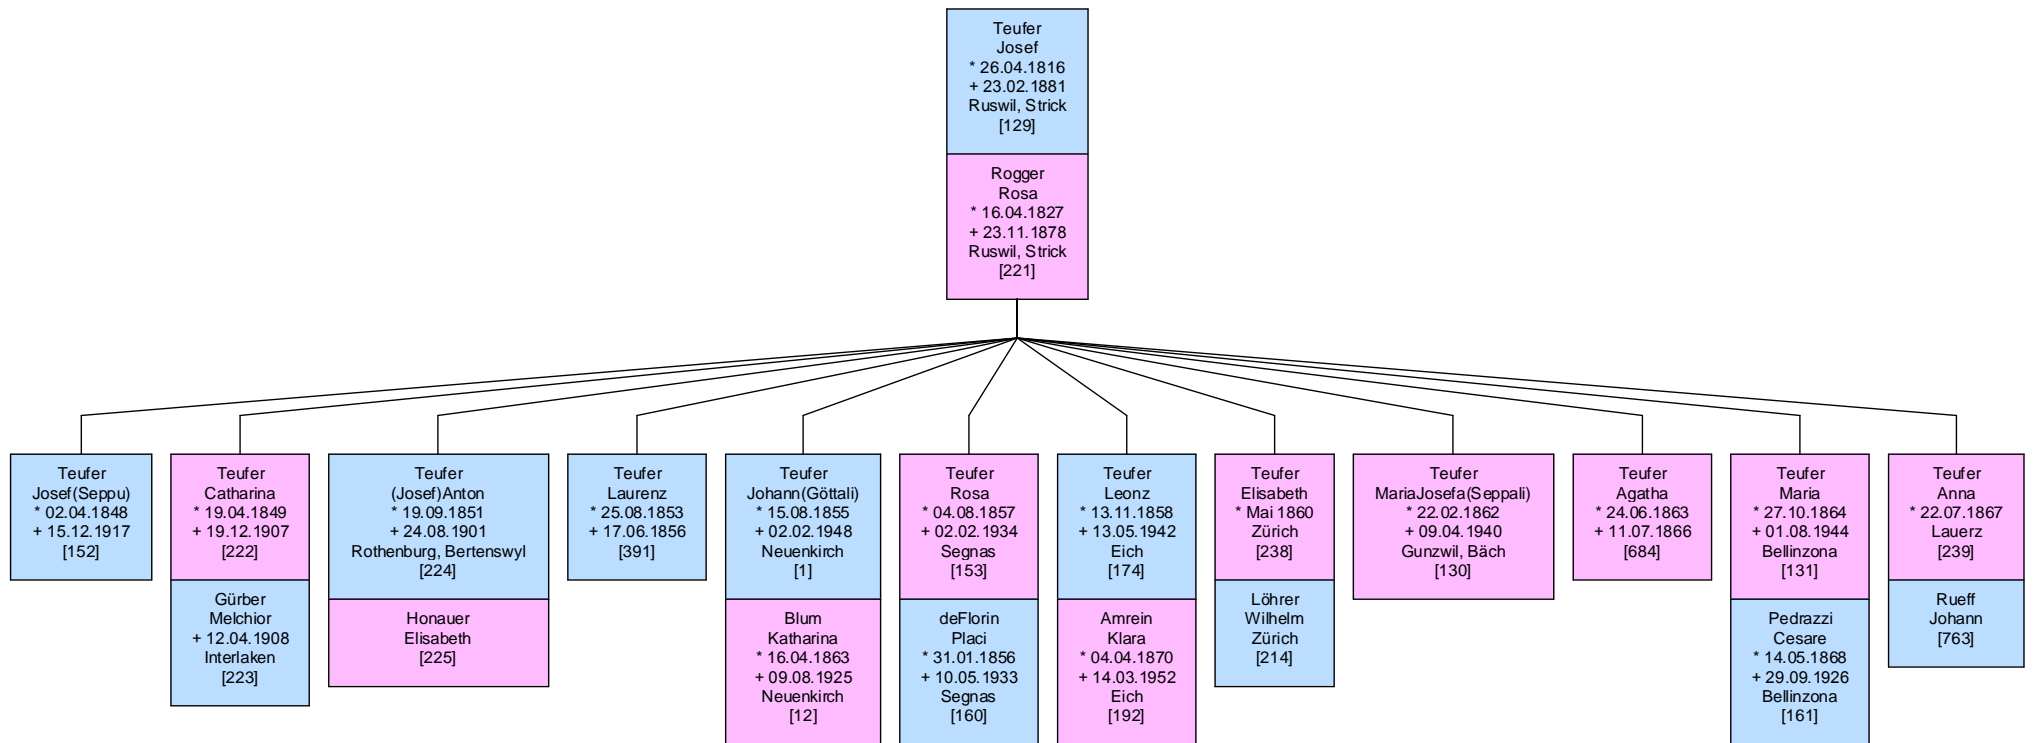 Teufer
Josef
* 26.04.1816
+ 23.02.1881
Ruswil, Strick
[129]
Rogger
Rosa
* 16.04.1827
+ 23.11.1878
Ruswil, Strick
[221]
Teufer
Josef(Seppu)
* 02.04.1848
+ 15.12.1917
[152]
Teufer
Catharina
* 19.04.1849
+ 19.12.1907
[222]
Gürber
Melchior
+ 12.04.1908
Interlaken
[223]
Teufer
(Josef)Anton
* 19.09.1851
+ 24.08.1901
Rothenburg, Bertenswyl
[224]
Honauer
Elisabeth
[225]
Teufer
Laurenz
* 25.08.1853
+ 17.06.1856
[391]
Teufer
Johann(Göttali)
* 15.08.1855
+ 02.02.1948
Neuenkirch
[1]
Blum
Katharina
* 16.04.1863
+ 09.08.1925
Neuenkirch
[12]
Teufer
Rosa
* 04.08.1857
+ 02.02.1934
Segnas
[153]
deFlorin
Placi
* 31.01.1856
+ 10.05.1933
Segnas
[160]
Teufer
Leonz
* 13.11.1858
+ 13.05.1942
Eich
[174]
Amrein
Klara
* 04.04.1870
+ 14.03.1952
Eich
[192]
Teufer
Elisabeth
* Mai 1860
Zürich
[238]
Löhrer
Wilhelm
Zürich
[214]
Teufer
MariaJosefa(Seppali)
* 22.02.1862
+ 09.04.1940
Gunzwil, Bäch
[130]
Teufer
Agatha
* 24.06.1863
+ 11.07.1866
[684]
Teufer
Maria
* 27.10.1864
+ 01.08.1944
Bellinzona
[131]
Pedrazzi
Cesare
* 14.05.1868
+ 29.09.1926
Bellinzona
[161]
Teufer
Anna
* 22.07.1867
Lauerz
[239]
Rueff
Johann
[763]